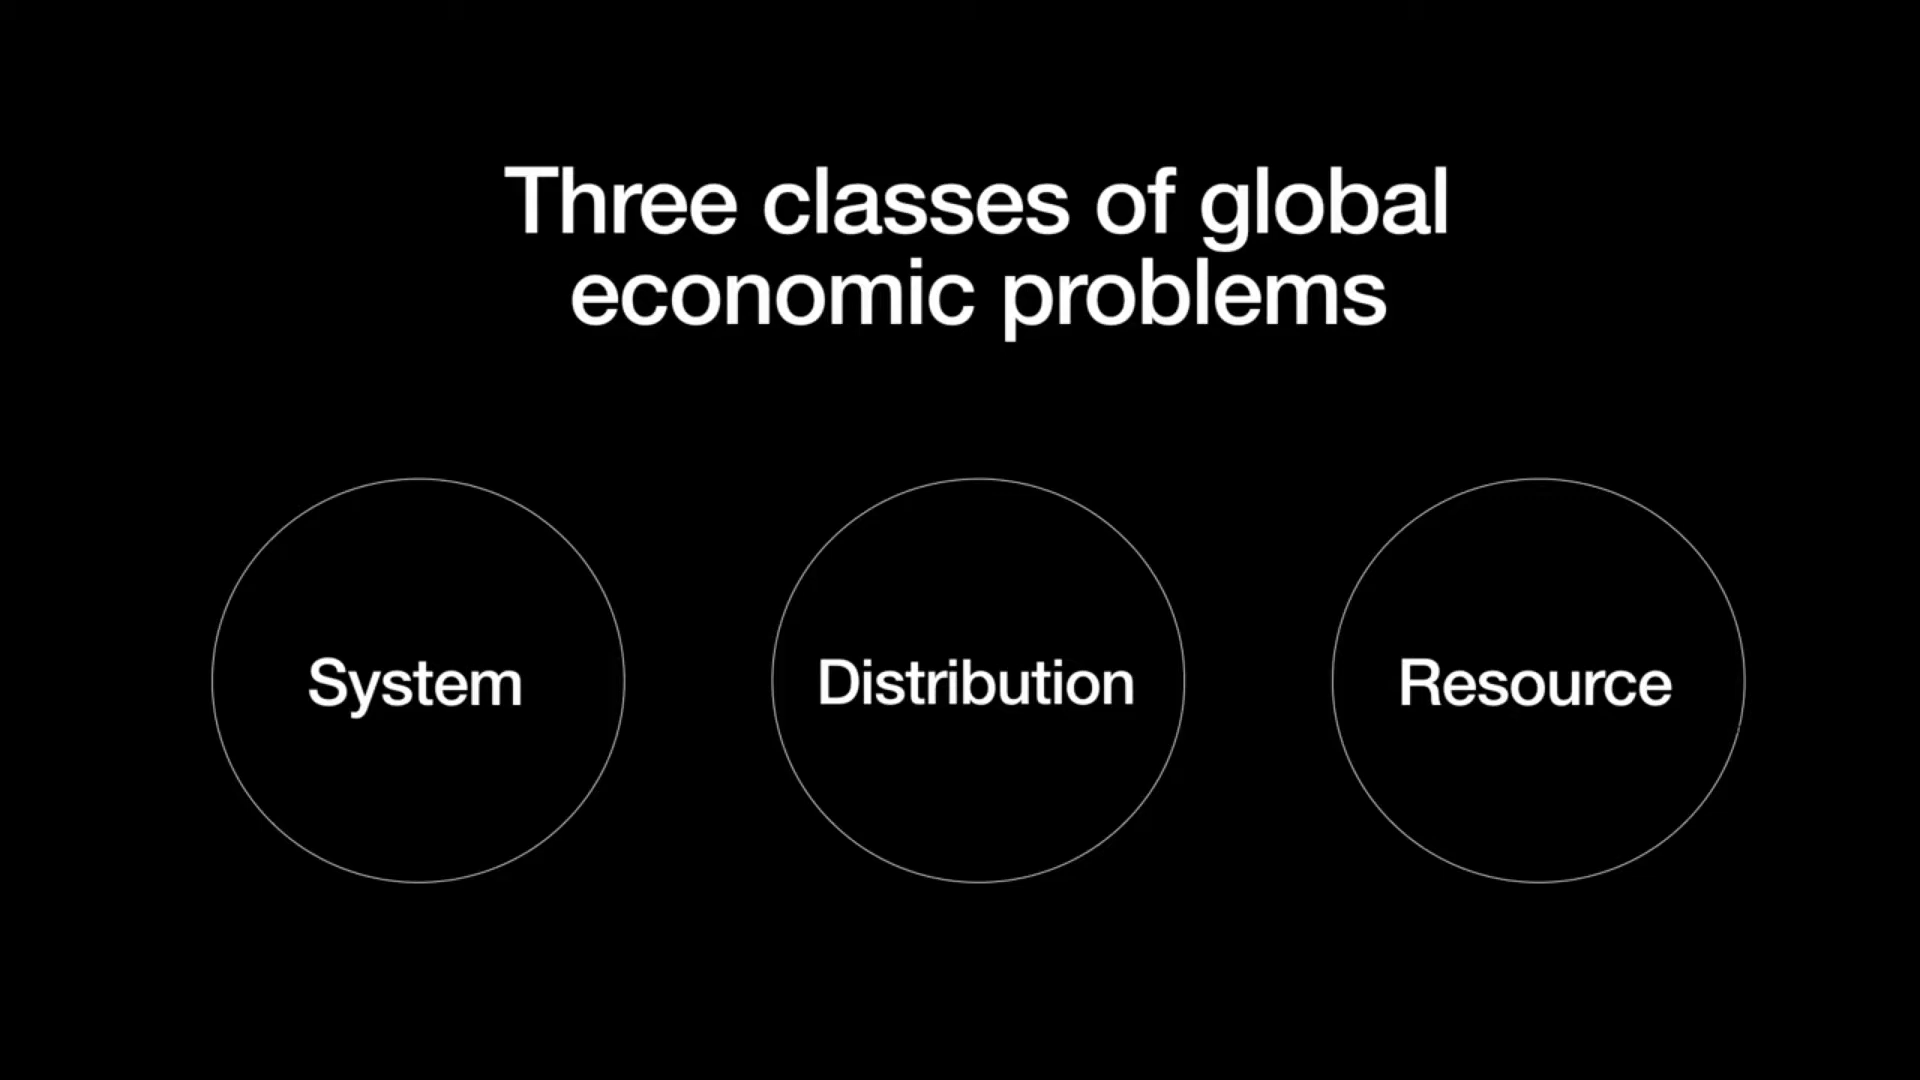 Three classes of global
economic problems
System
Distribution
Resource